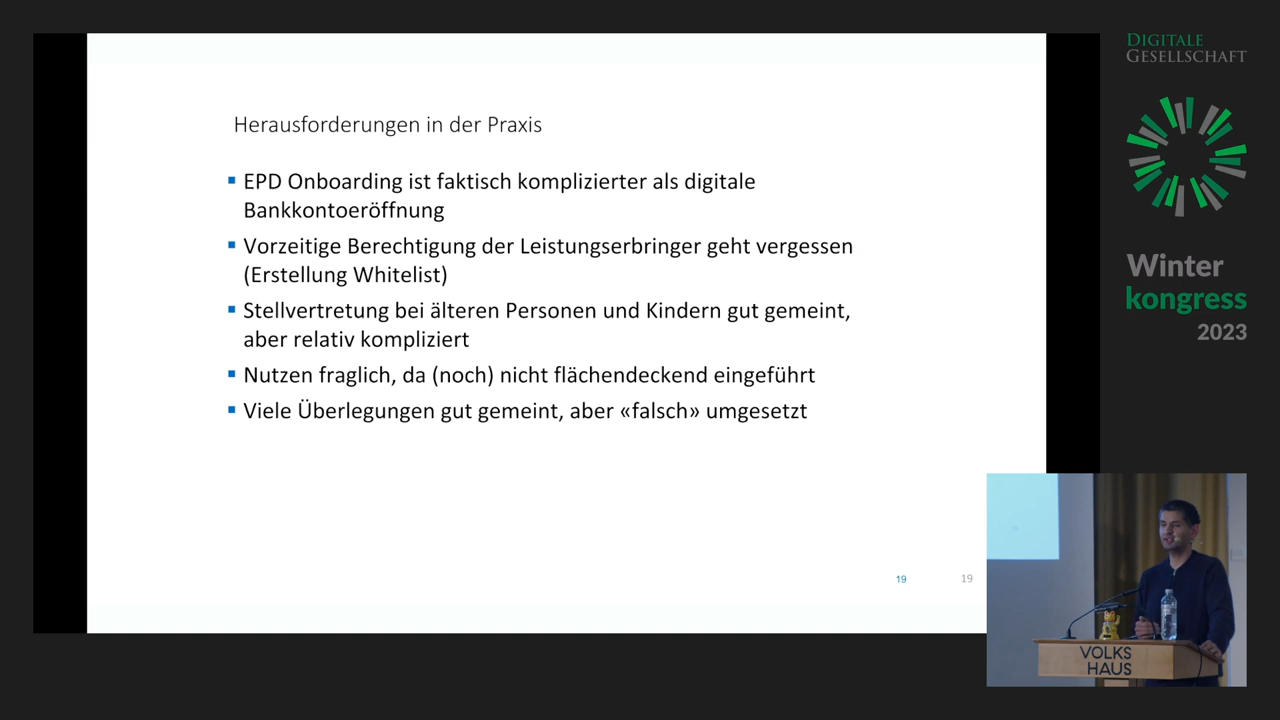 Herausforderungen in der Praxis
EPD Onboarding ist faktisch komplizierter als digitale
Bankkontoeröffnung
Vorzeitige Berechtigung der Leistungserbringer geht vergessen
(Erstellung Whitelist)
Stellvertretung bei älteren Personen und Kindern gut gemeint,
aber relativ kompliziert
Nutzen fraglich, da (noch) nicht flächendeckend eingeführt
Viele Überlegungen gut gemeint, aber «falsch» umgesetzt
19
19
DIGITALE
GESELLSCHAFT
Winter
kongress
2023
VOLKS
HAUS